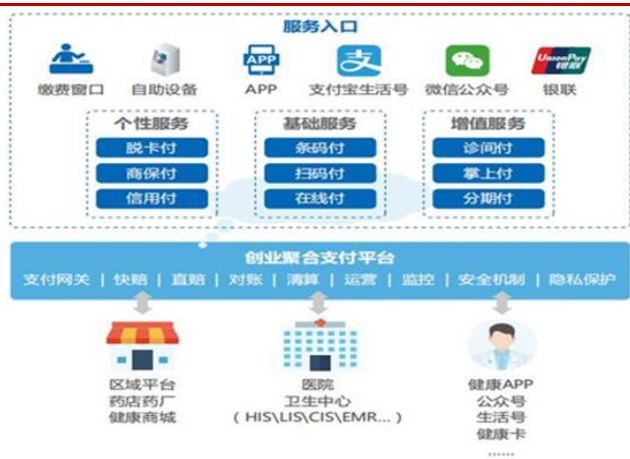 服务入口
缴费窗口 自助设备 APP 支付宝生活号 微信公众号 银联
APP
支
UnionPay
银联
个性服务 基础服务 增值服务
脱卡付 条码付 诊间付
商保付 扫码付 掌上付
信用付 在线付 分期付
创业聚合支付平台
支付网关 | 快赔 | 直赔 | 对账 | 清算 | 运营 | 监控 | 安全机制 | 隐私保护
区域平台
药店药厂
健康商城
医院
卫生中心
( HIS\LIS\CIS\EMR... )
健康APP
公众号
生活号
健康卡
......